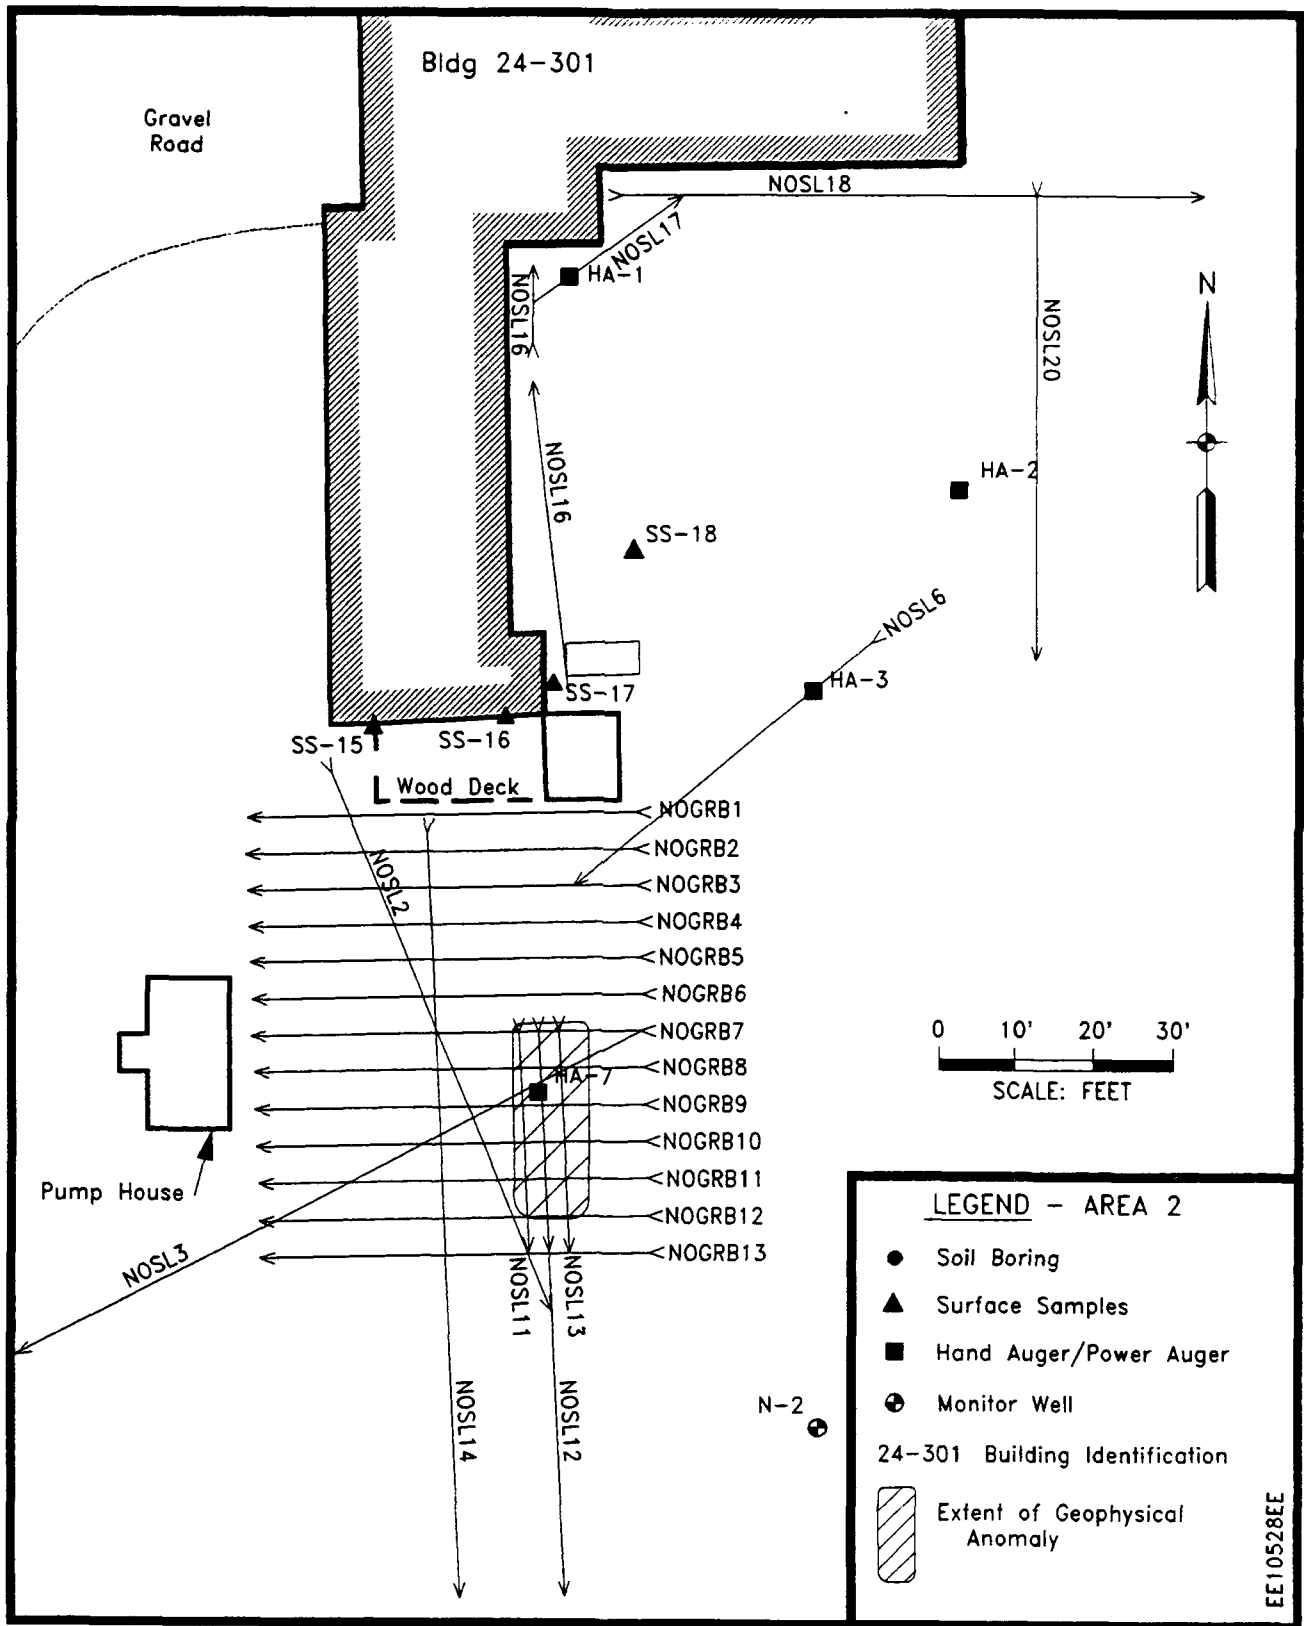 Bldg 24-301
Gravel
Road
NOSL18
NOSL17
HA-1
NOSL16
N
NOSL20
NOSL16
HA-2
SS-18
NOSL6
HA-3
SS-17
SS-15
SS-16
Wood Deck
NOGRB1
NOGRB2
NOSL2
NOGRB3
NOGRB4
NOGRB5
NOGRB6
NOGRB7
NOGRB8
HA-7
NOGRB9
NOGRB10
NOGRB11
NOGRB12
NOGRB13
0 10' 20' 30'
SCALE: FEET
Pump House
NOSL3
NOSL11
NOSL13
NOSL14
NOSL12
N-2
LEGEND - AREA 2
Soil Boring
Surface Samples
Hand Auger/Power Auger
Monitor Well
24-301 Building Identification
Extent of Geophysical
Anomaly
EE10528EE